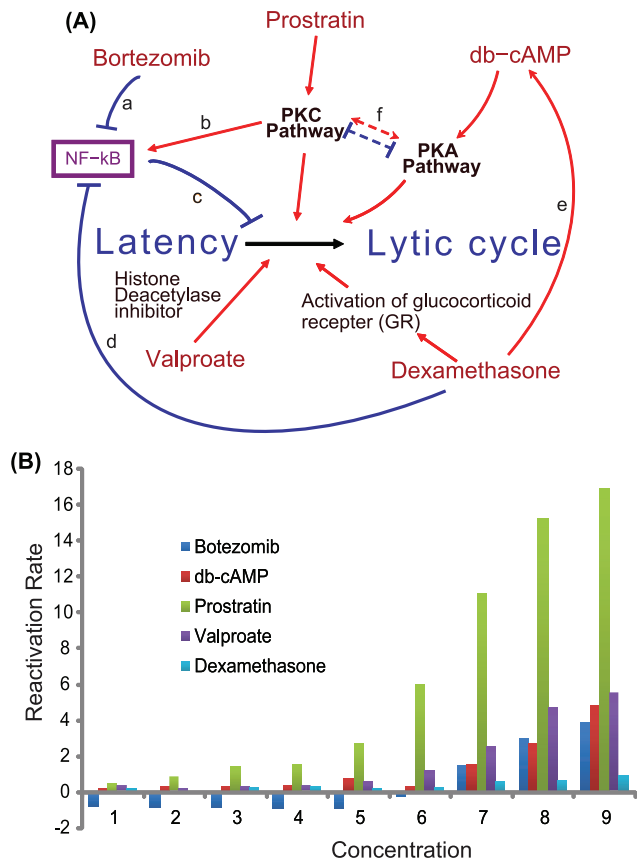 (A)
Prostratin
Bortezomib
db-cAMP
a
b
PKC
Pathway
f
PKA
Pathway
NF-kB
c
e
Latency
Lytic cycle
Histone
Deacetylase
inhibitor
Activation of glucocorticoid
recepter (GR)
d
Valproate
Dexamethasone
(B)
Reactivation Rate
18
16
14
12
10
8
6
4
2
0
-2
Botezomib
db-cAMP
Prostratin
Valproate
Dexamethasone
1 2 3 4 5 6 7 8 9
Concentration